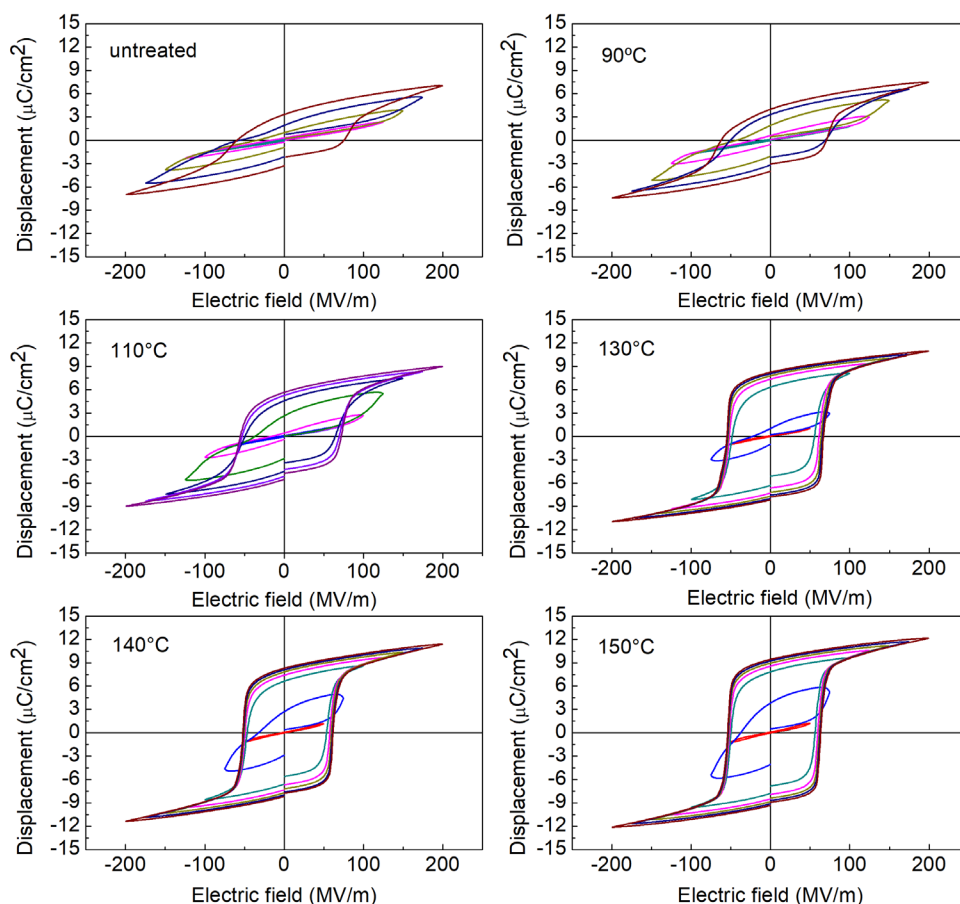 untreated
Displacement (μC/cm²)
15
12
9
6
3
0
-3
-6
-9
-12
-15
-200 -100 0 100 200
Electric field (MV/m)
90ºC
Displacement (μC/cm²)
15
12
9
6
3
0
-3
-6
-9
-12
-15
-200 -100 0 100 200
Electric field (MV/m)
110°C
Displacement (μC/cm²)
15
12
9
6
3
0
-3
-6
-9
-12
-15
-200 -100 0 100 200
Electric field (MV/m)
130°C
Displacement (μC/cm²)
15
12
9
6
3
0
-3
-6
-9
-12
-15
-200 -100 0 100 200
Electric field (MV/m)
140°C
Displacement (μC/cm²)
15
12
9
6
3
0
-3
-6
-9
-12
-15
-200 -100 0 100 200
Electric field (MV/m)
150°C
Displacement (μC/cm²)
15
12
9
6
3
0
-3
-6
-9
-12
-15
-200 -100 0 100 200
Electric field (MV/m)